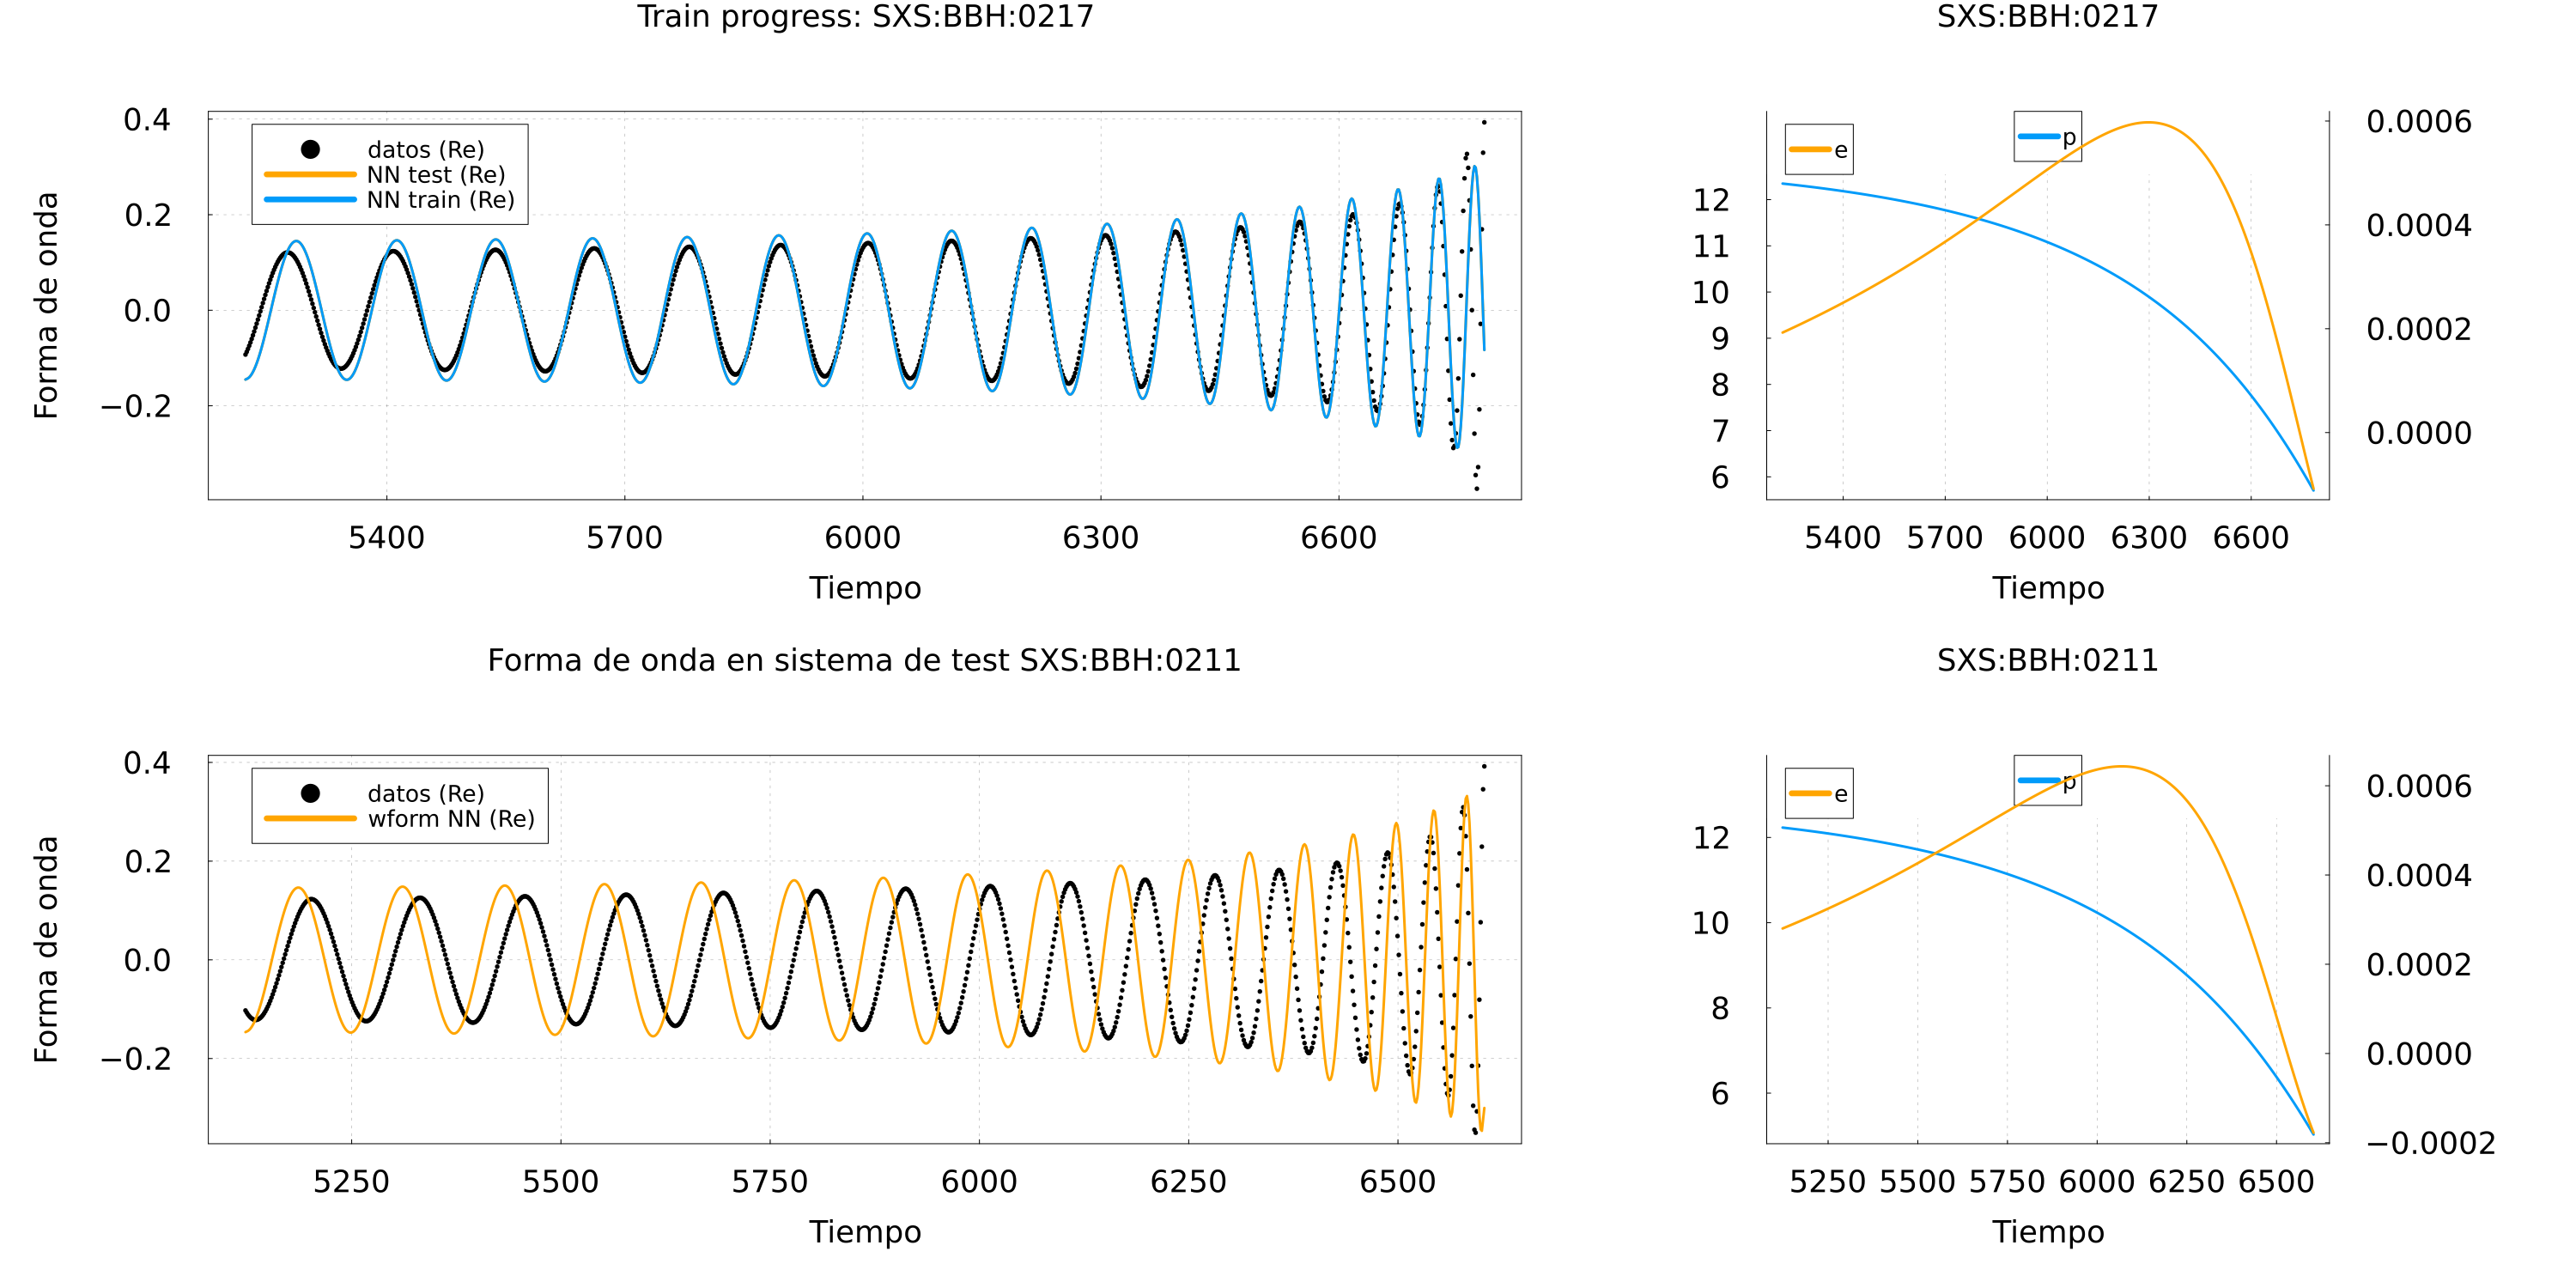 Train progress: SXS:BBH:0217
0.4
0.2
0.0
−0.2
Forma de onda
datos (Re)
NN test (Re)
NN train (Re)
5400 5700 6000 6300 6600
Tiempo
SXS:BBH:0217
e
p
12
11
10
9
8
7
6
0.0006
0.0004
0.0002
0.0000
5400 5700 6000 6300 6600
Tiempo
Forma de onda en sistema de test SXS:BBH:0211
0.4
0.2
0.0
−0.2
Forma de onda
datos (Re)
wform NN (Re)
5250 5500 5750 6000 6250 6500
Tiempo
SXS:BBH:0211
e
p
12
10
8
6
0.0006
0.0004
0.0002
0.0000
−0.0002
5250 5500 5750 6000 6250 6500
Tiempo